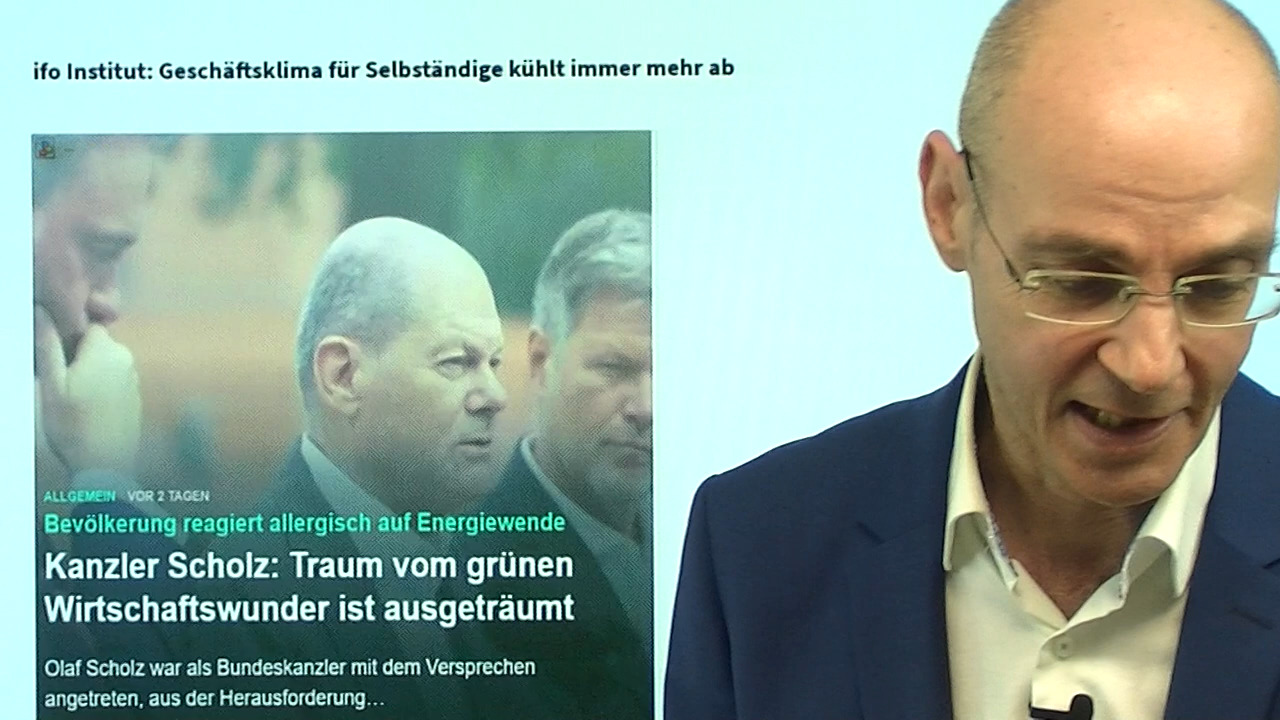 ifo Institut: Geschäftsklima für Selbständige kühlt immer mehr ab
ALLGEMEIN VOR 2 TAGEN
Bevölkerung reagiert allergisch auf Energiewende
Kanzler Scholz: Traum vom grünen
Wirtschaftswunder ist ausgeträumt
Olaf Scholz war als Bundeskanzler mit dem Versprechen
angetreten, aus der Herausforderung…